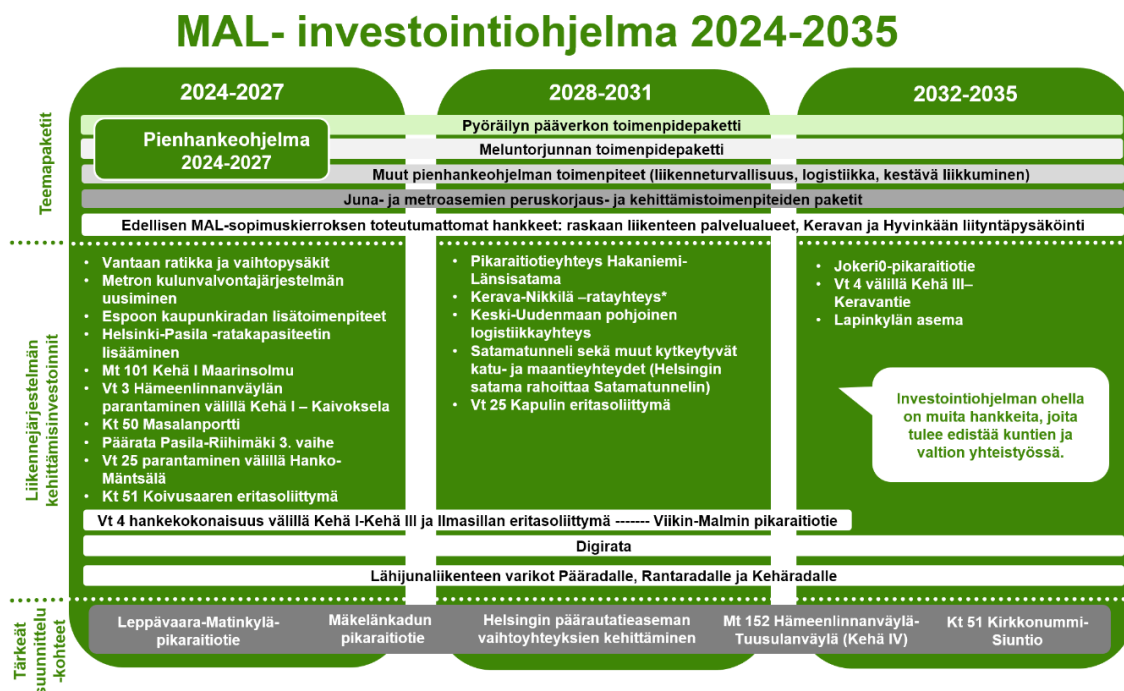 MAL- investointiohjelma 2024-2035
2024-2027
2028-2031
2032-2035
Teemapaketit
Pienhankeohjelma
2024-2027
Pyöräilyn pääverkon toimenpidepaketti
Meluntorjunnan toimenpidepaketti
Muut pienhankeohjelman toimenpiteet (liikenneturvallisuus, logistiikka, kestävä liikkuminen)
Juna- ja metroasemien peruskorjaus- ja kehittämistoimenpiteiden paketit
Edellisen MAL-sopimuskierroksen toteutumattomat hankkeet: raskaan liikenteen palvelualueet, Keravan ja Hyvinkään liityntäpysäköinti
Liikennejärjestelmän
kehittämisinvestoinnit
• Vantaan ratikka ja vaihtopysäkit
• Metron kulunvalvontajärjestelmän
uusiminen
• Espoon kaupunkiradan lisätoimenpiteet
• Helsinki-Pasila -ratakapasiteetin
lisääminen
• Mt 101 Kehä I Maarinsolmu
• Vt 3 Hämeenlinnanväylän
parantaminen välillä Kehä I – Kaivoksela
• Kt 50 Masalanportti
• Päärata Pasila-Riihimäki 3. vaihe
• Vt 25 parantaminen välillä Hanko-
Mäntsälä
• Kt 51 Koivusaaren eritasoliittymä
• Pikaraitiotieyhteys Hakaniemi-
Länsisatama
• Kerava-Nikkilä –ratayhteys*
• Keski-Uudenmaan pohjoinen
logistiikkayhteys
• Satamatunneli sekä muut kytkeytyvät
katu- ja maantieyhteydet (Helsingin
satama rahoittaa Satamatunnelin)
• Vt 25 Kapulin eritasoliittymä
• Jokeri0-pikaraitiotie
• Vt 4 välillä Kehä III–
Keravantie
• Lapinkylän asema
Investointiohjelman ohella
on muita hankkeita, joita
tulee edistää kuntien ja
valtion yhteistyössä.
Vt 4 hankekokonaisuus välillä Kehä I-Kehä III ja Ilmasillan eritasoliittymä ------- Viikin-Malmin pikaraitiotie
Digirata
Lähijunaliikenteen varikot Pääradalle, Rantaradalle ja Kehäradalle
Tärkeät
suunnittelu
-kohteet
Leppävaara-Matinkylä-
pikaraitiotie
Mäkelänkadun
pikaraitiotie
Helsingin päärautatieaseman
vaihtoyhteyksien kehittäminen
Mt 152 Hämeenlinnanväylä-
Tuusulanväylä (Kehä IV)
Kt 51 Kirkkonummi-
Siuntio